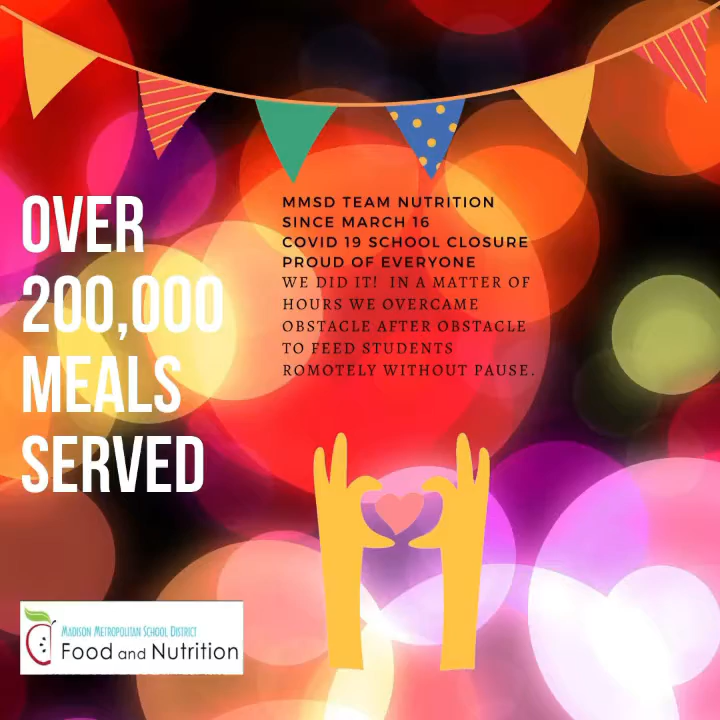 OVER
200,000
MEALS
SERVED
MMSD TEAM NUTRITION
SINCE MARCH 16
COVID 19 SCHOOL CLOSURE
PROUD OF EVERYONE
WE DID IT! IN A MATTER OF
HOURS WE OVERCAME
OBSTACLE AFTER OBSTACLE
TO FEED STUDENTS
ROMOTELY WITHOUT PAUSE.
MADISON METROPOLITAN SCHOOL DISTRICT
Food and Nutrition